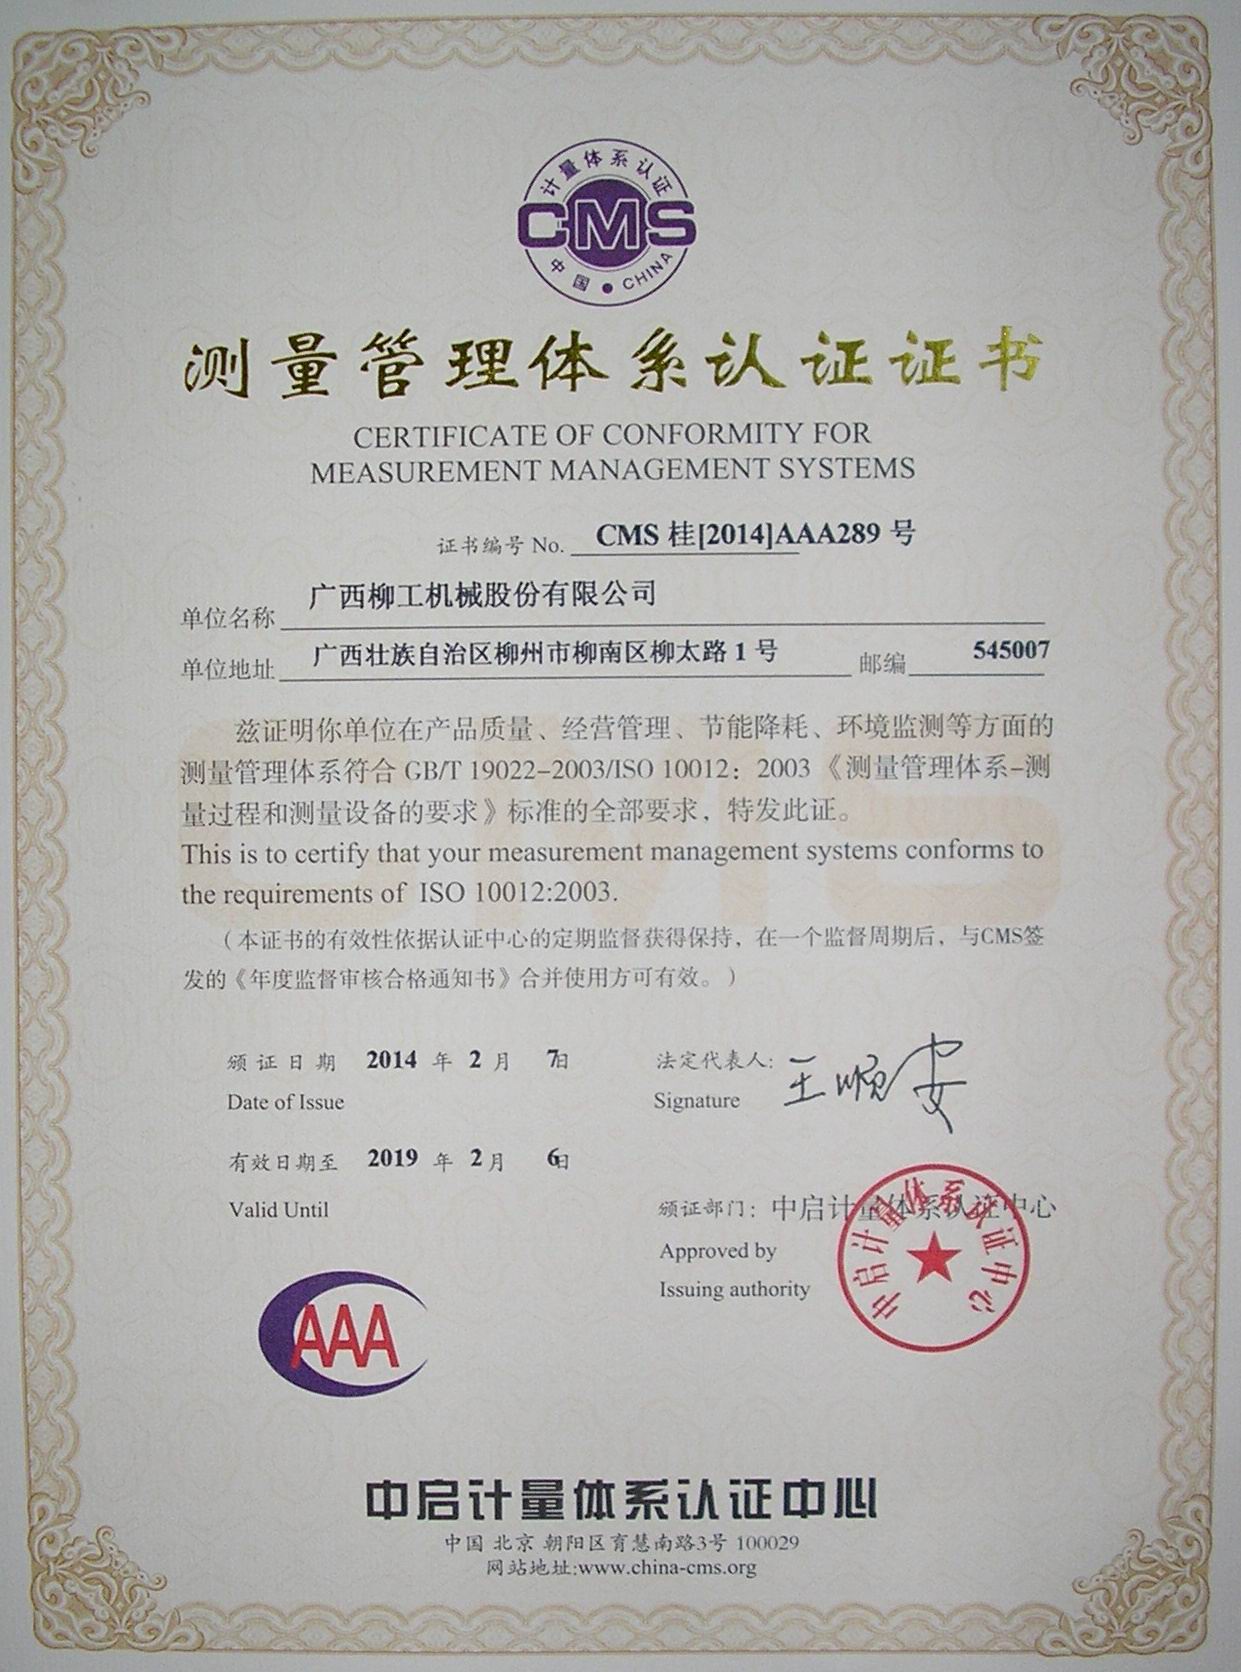 计量体系认证
CMS
中国 • CHINA
测量管理体系认证证书
CERTIFICATE OF CONFORMITY FOR
MEASUREMENT MANAGEMENT SYSTEMS
证书编号 No. CMS 桂[2014]AAA289 号
单位名称 广西柳工机械股份有限公司
单位地址 广西壮族自治区柳州市柳南区柳太路 1 号 邮编 545007
兹证明你单位在产品质量、经营管理、节能降耗、环境监测等方面的
测量管理体系符合 GB/T 19022-2003/ISO 10012：2003《测量管理体系-测
量过程和测量设备的要求》标准的全部要求，特发此证。
This is to certify that your measurement management systems conforms to
the requirements of ISO 10012:2003.
（本证书的有效性依据认证中心的定期监督获得保持，在一个监督周期后，与CMS签
发的《年度监督审核合格通知书》合并使用方可有效。）
颁证日期 2014 年 2 月 7日
Date of Issue
有效日期至 2019 年 2 月 6日
Valid Until
法定代表人: 王顺安
Signature
颁证部门：中启计量体系认证中心
Approved by
Issuing authority
中启计量体系认证中心
AAA
中启计量体系认证中心
中国 北京 朝阳区育慧南路3号 100029
网站地址:www.china-cms.org